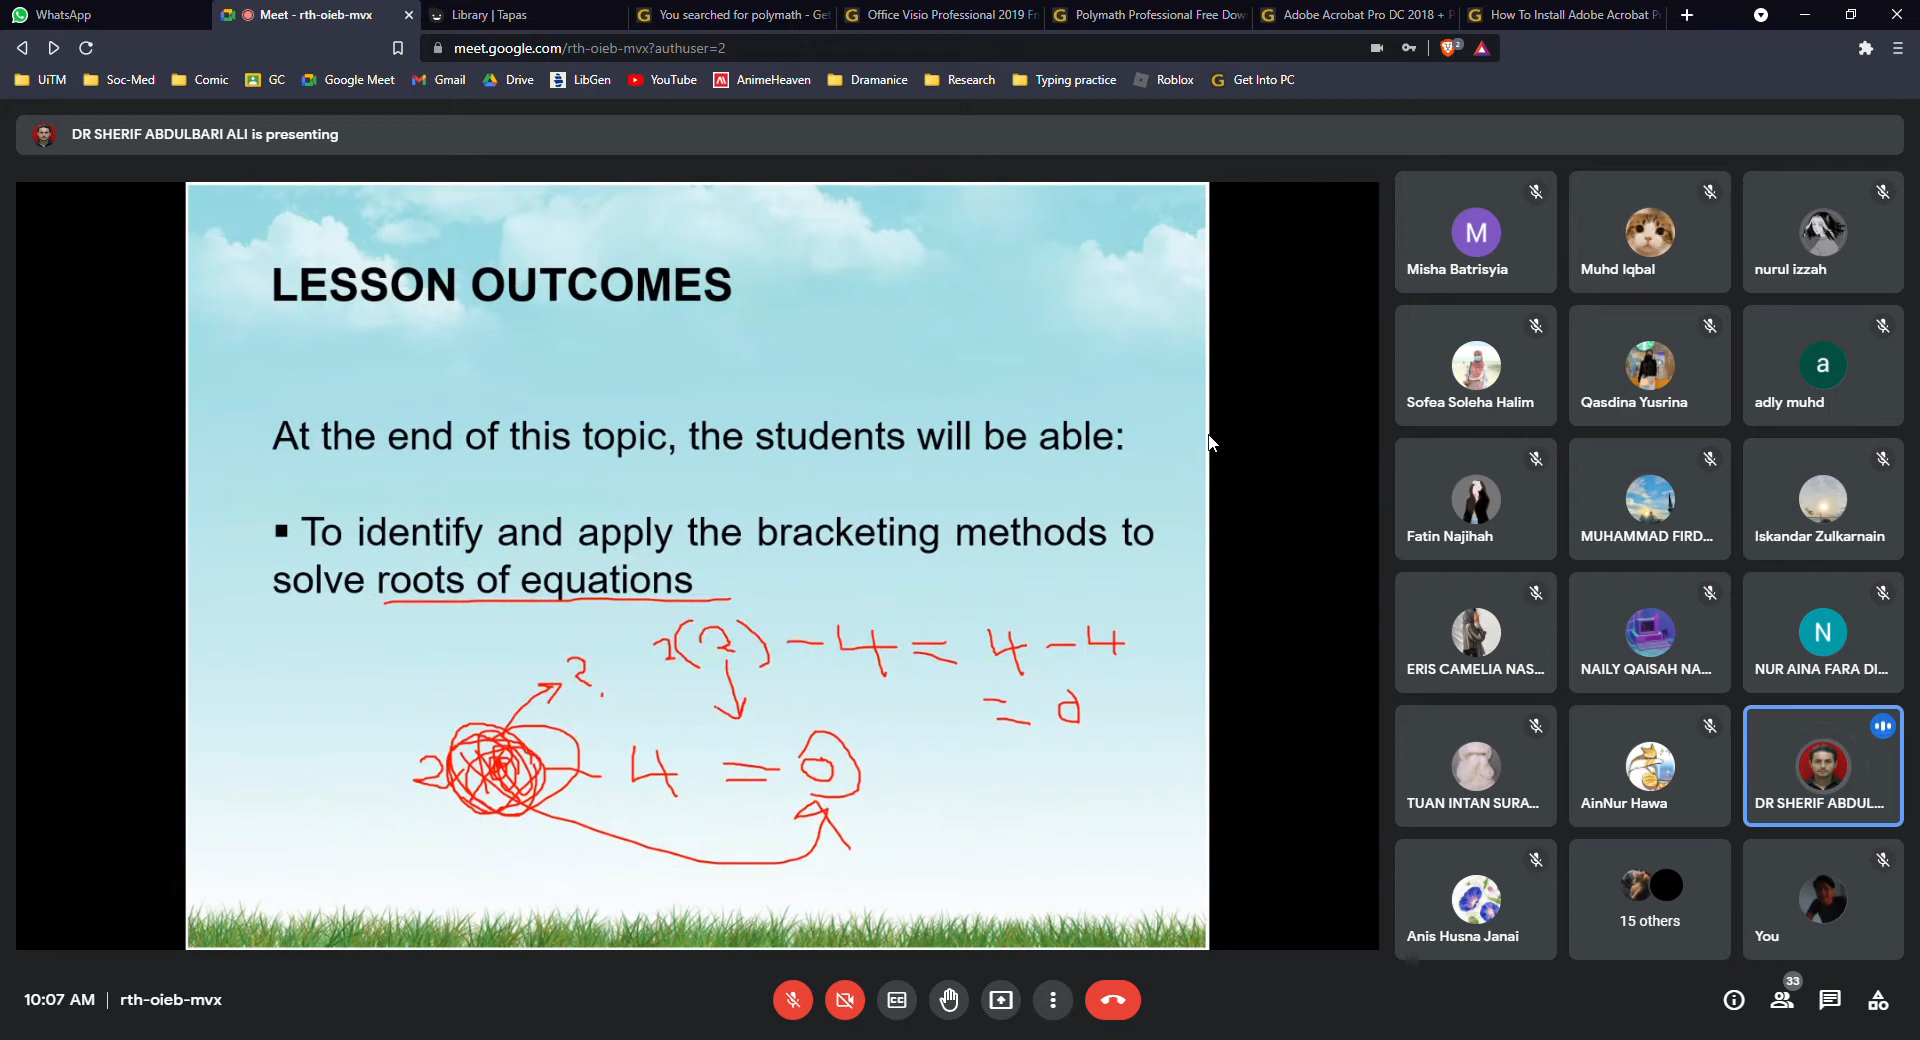 WhatsApp
Meet - rth-oieb-mvx
Library | Tapas
You searched for polymath - Get
Office Visio Professional 2019 Fr
Polymath Professional Free Dow
Adobe Acrobat Pro DC 2018 + P
How To Install Adobe Acrobat P
meet.google.com/rth-oieb-mvx?authuser=2
2
UiTM
Soc-Med
Comic
GC
Google Meet
Gmail
Drive
LibGen
YouTube
AnimeHeaven
Dramanice
Research
Typing practice
Roblox
Get Into PC
DR SHERIF ABDULBARI ALI is presenting
LESSON OUTCOMES
At the end of this topic, the students will be able:
▪ To identify and apply the bracketing methods to
solve roots of equations
2(2) - 4 = 4 - 4
= 0
2.
2 - 4 = 0
M
Misha Batrisyia
Muhd Iqbal
nurul izzah
Sofea Soleha Halim
Qasdina Yusrina
a
adly muhd
Fatin Najihah
MUHAMMAD FIRD...
Iskandar Zulkarnain
ERIS CAMELIA NAS...
NAILY QAISAH NA...
N
NUR AINA FARA DI...
TUAN INTAN SURA...
AinNur Hawa
DR SHERIF ABDUL...
Anis Husna Janai
15 others
You
10:07 AM | rth-oieb-mvx
CC
33